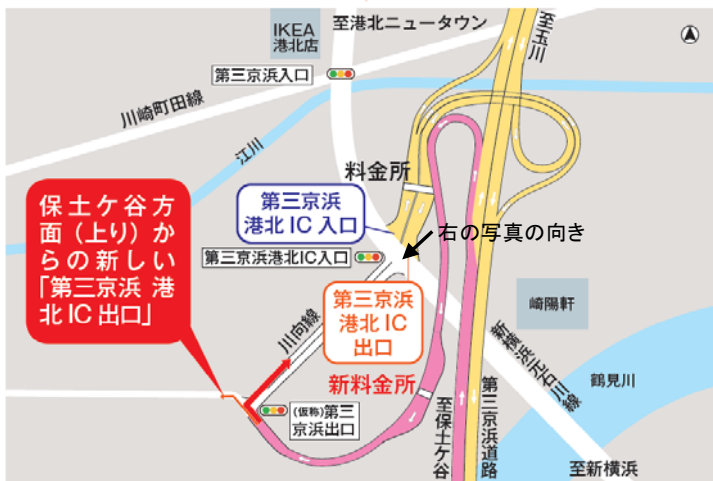 IKEA
港北店
至港北ニュータウン
至玉川
第三京浜入口
川崎町田線
江川
料金所
保土ケ谷方
面（上り）か
らの新しい
「第三京浜 港
北 IC 出口」
第三京浜
港北 IC 入口
右の写真の向き
第三京浜港北IC入口
第三京浜
港北 IC
出口
崎陽軒
川向線
新横浜元石川線
鶴見川
新料金所
(仮称)第三
京浜出口
至保土ケ谷
第三京浜道路
至新横浜